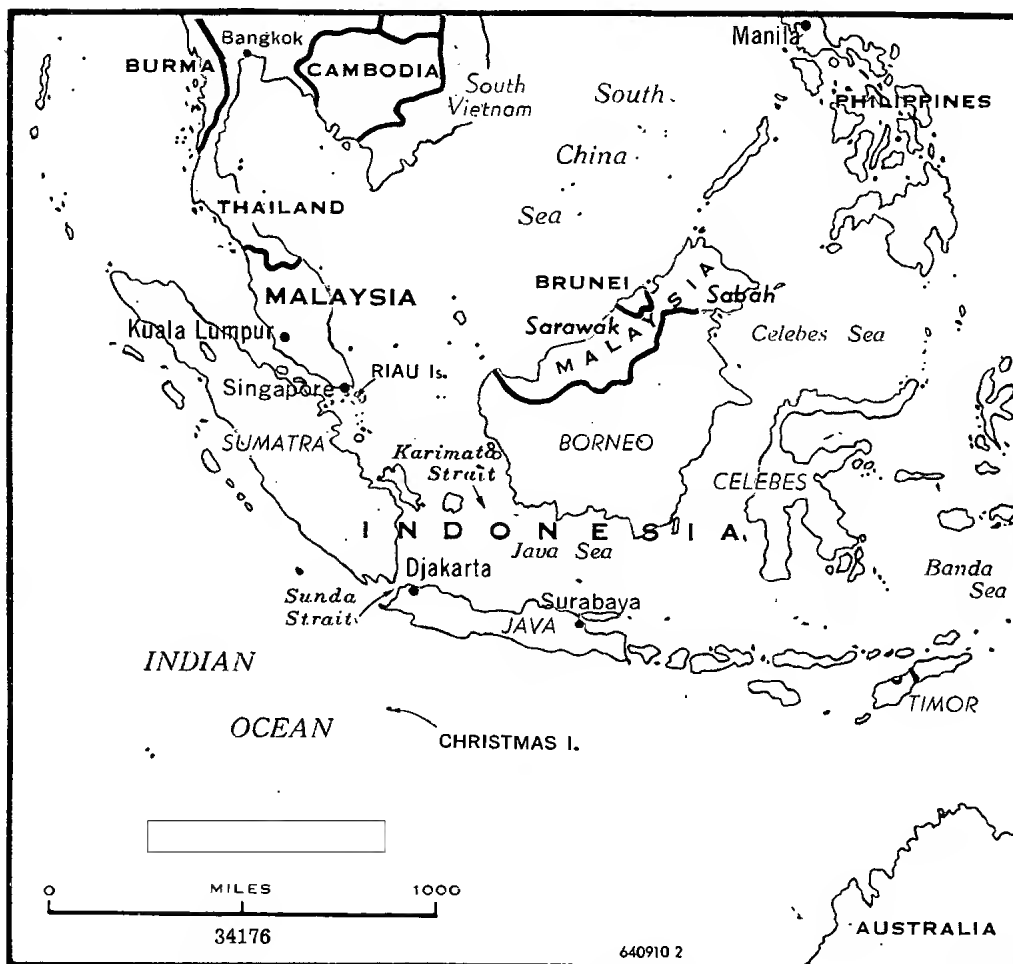 Manila
Bangkok
BURMA
CAMBODIA
South
Vietnam
South
China
Sea
PHILIPPINES
THAILAND
MALAYSIA
BRUNEI
Sabah
Sarawak
MALAYSIA
Celebes Sea
Kuala Lumpur
Singapore
RIAU Is.
SUMATRA
BORNEO
Karimata
Strait
CELEBES
INDONESIA
Java Sea
Banda
Sea
Djakarta
Sunda
Strait
Surabaya
JAVA
INDIAN
OCEAN
TIMOR
CHRISTMAS I.
0 MILES 1000
34176
640910 2
AUSTRALIA